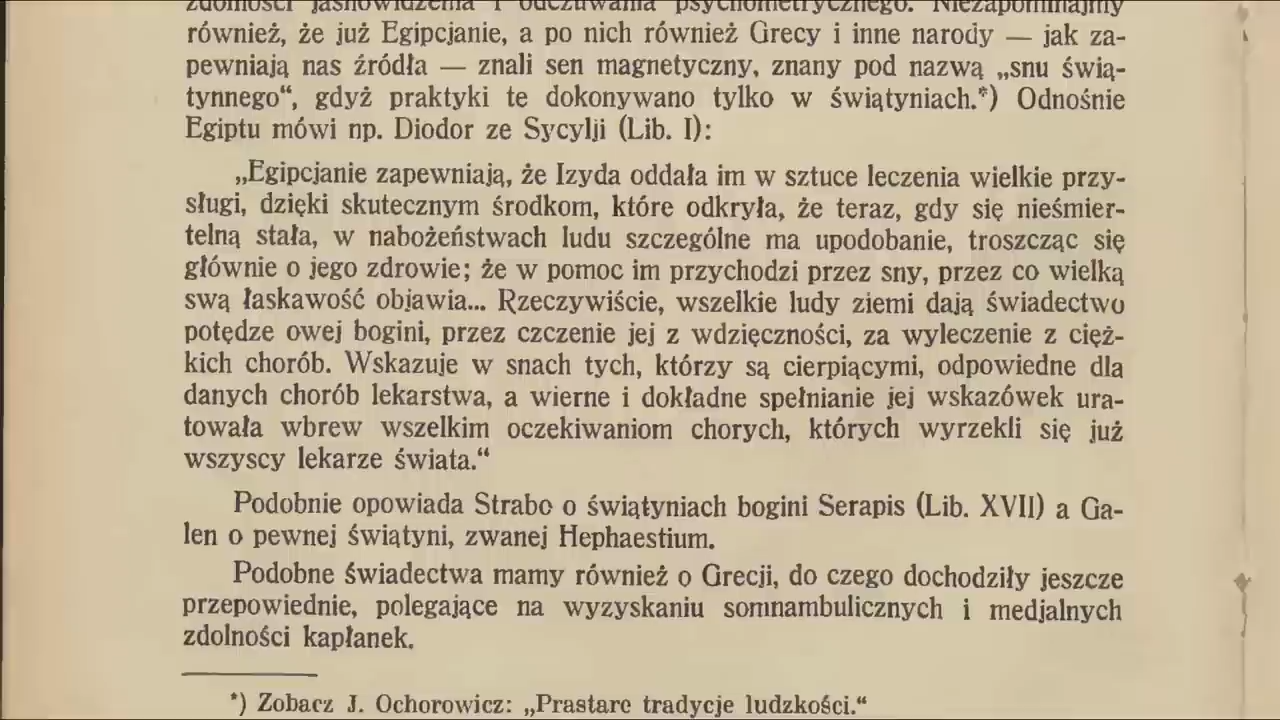 zdolności jasnowidzenia i odczuwania psychometrycznego. Niezapominajmy
również, że już Egipcjanie, a po nich również Grecy i inne narody — jak za-
pewniają nas źródła — znali sen magnetyczny, znany pod nazwą „snu świą-
tynnego“, gdyż praktyki te dokonywano tylko w świątyniach.*) Odnośnie
Egiptu mówi np. Diodor ze Sycylji (Lib. I):
„Egipcjanie zapewniają, że Izyda oddała im w sztuce leczenia wielkie przy-
sługi, dzięki skutecznym środkom, które odkryła, że teraz, gdy się nieśmier-
telną stała, w nabożeństwach ludu szczególne ma upodobanie, troszcząc się
głównie o jego zdrowie; że w pomoc im przychodzi przez sny, przez co wielką
swą łaskawość objawia... Rzeczywiście, wszelkie ludy ziemi dają świadectwo
potędze owej bogini, przez czczenie jej z wdzięczności, za wyleczenie z cięż-
kich chorób. Wskazuje w snach tych, którzy są cierpiącymi, odpowiedne dla
danych chorób lekarstwa, a wierne i dokładne spełnianie jej wskazówek ura-
towała wbrew wszelkim oczekiwaniom chorych, których wyrzekli się już
wszyscy lekarze świata.“
Podobnie opowiada Strabo o świątyniach bogini Serapis (Lib. XVII) a Ga-
len o pewnej świątyni, zwanej Hephaestium.
Podobne świadectwa mamy również o Grecji, do czego dochodziły jeszcze
przepowiednie, polegające na wyzyskaniu somnambulicznych i medjalnych
zdolności kapłanek.
*) Zobacz J. Ochorowicz: „Prastare tradycje ludzkości.“